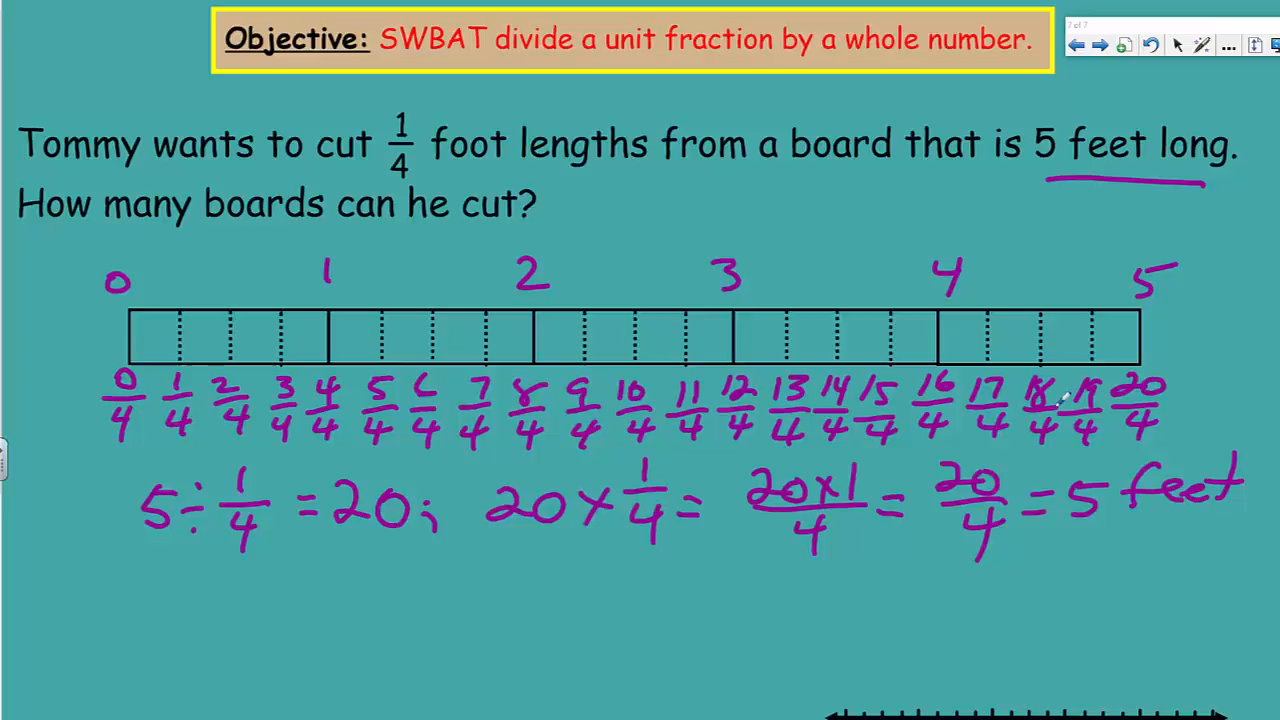 Objective: SWBAT divide a unit fraction by a whole number.
7 of 7
Tommy wants to cut 1/4 foot lengths from a board that is 5 feet long.
How many boards can he cut?
0 1 2 3 4 5
0/4 1/4 2/4 3/4 4/4 5/4 6/4 7/4 8/4 9/4 10/4 11/4 12/4 13/4 14/4 15/4 16/4 17/4 18/4 19/4 20/4
5 ÷ 1/4 = 20; 20 × 1/4 = 20×1/4 = 20/4 = 5 feet